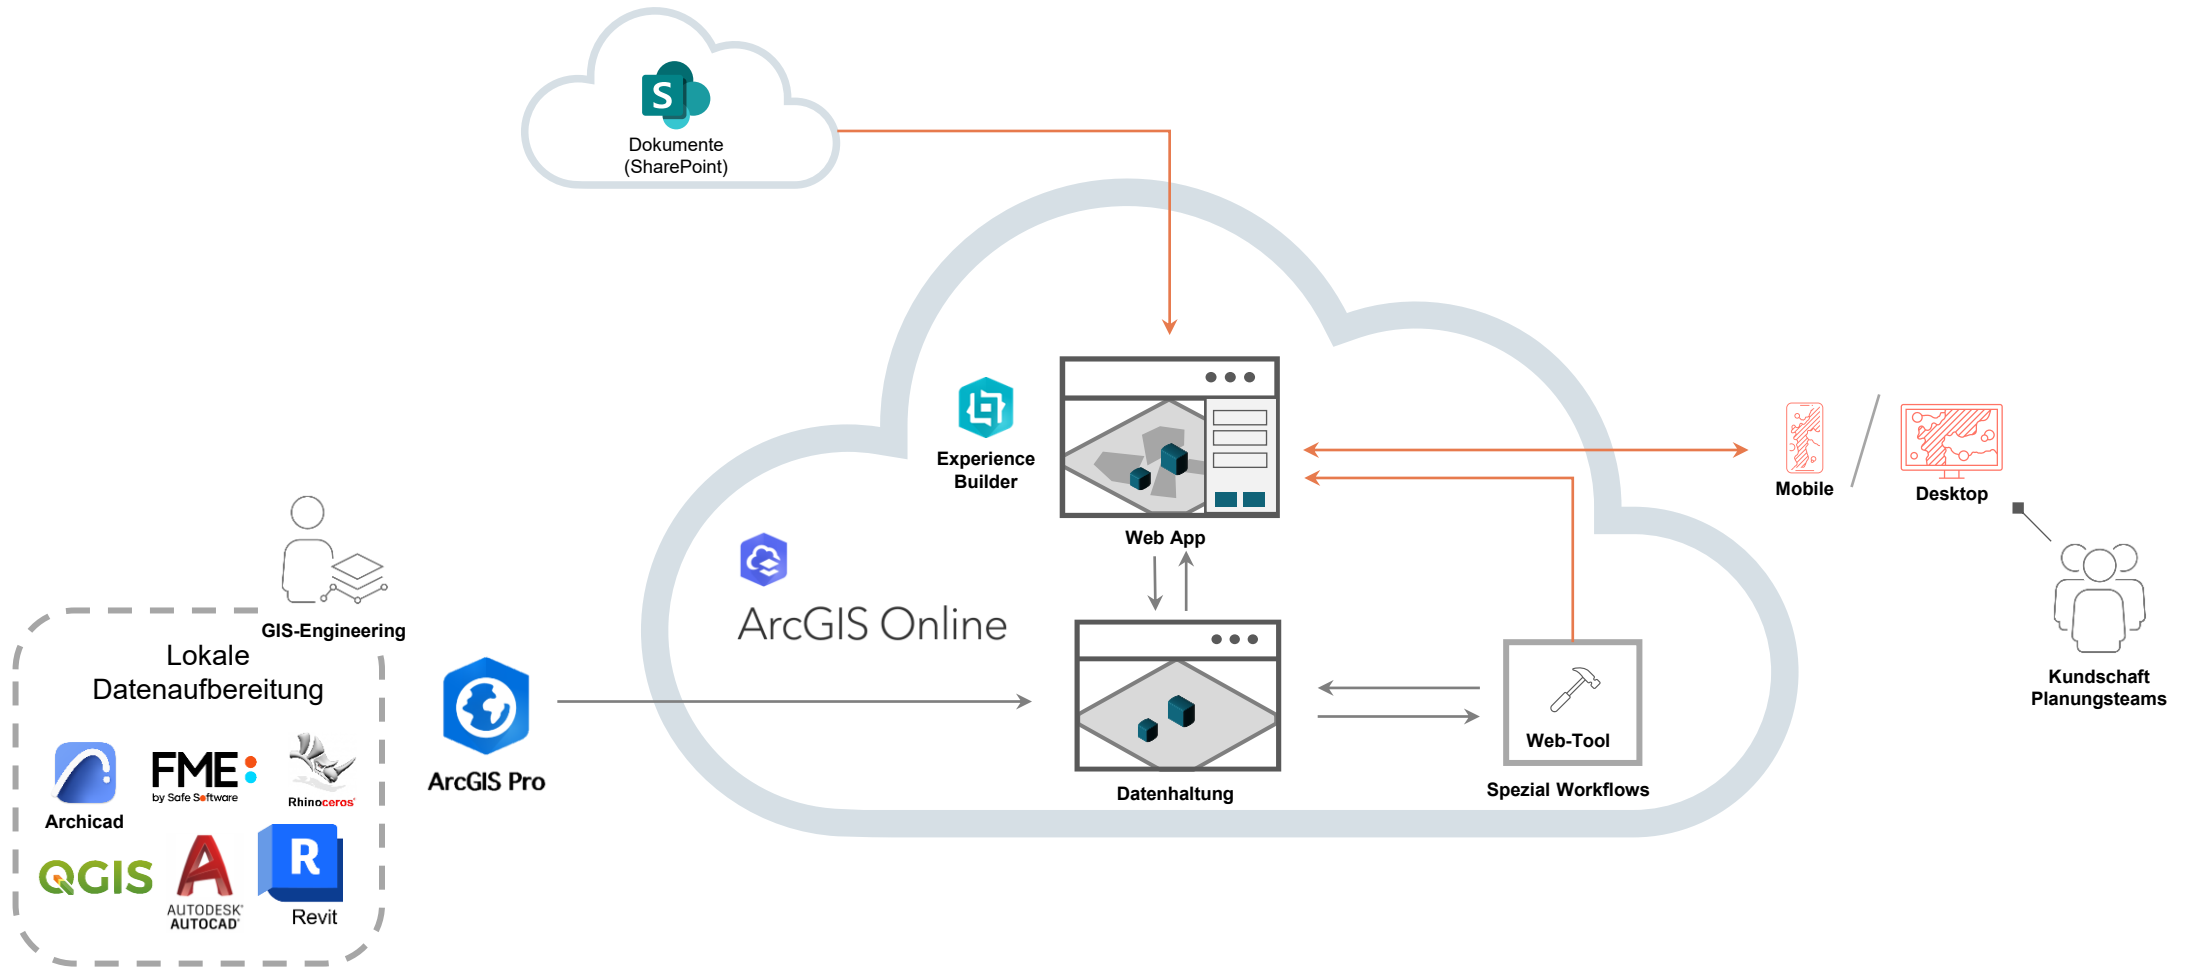 S
Dokumente
(SharePoint)
Experience
Builder
Web App
Mobile
Desktop
ArcGIS Online
GIS-Engineering
Lokale
Datenaufbereitung
Kundschaft
Planungsteams
ArcGIS Pro
Web-Tool
Datenhaltung
Spezial Workflows
FME:
by Safe Software
Rhinoceros®
Archicad
QGIS
A
AUTODESK®
AUTOCAD®
R
Revit